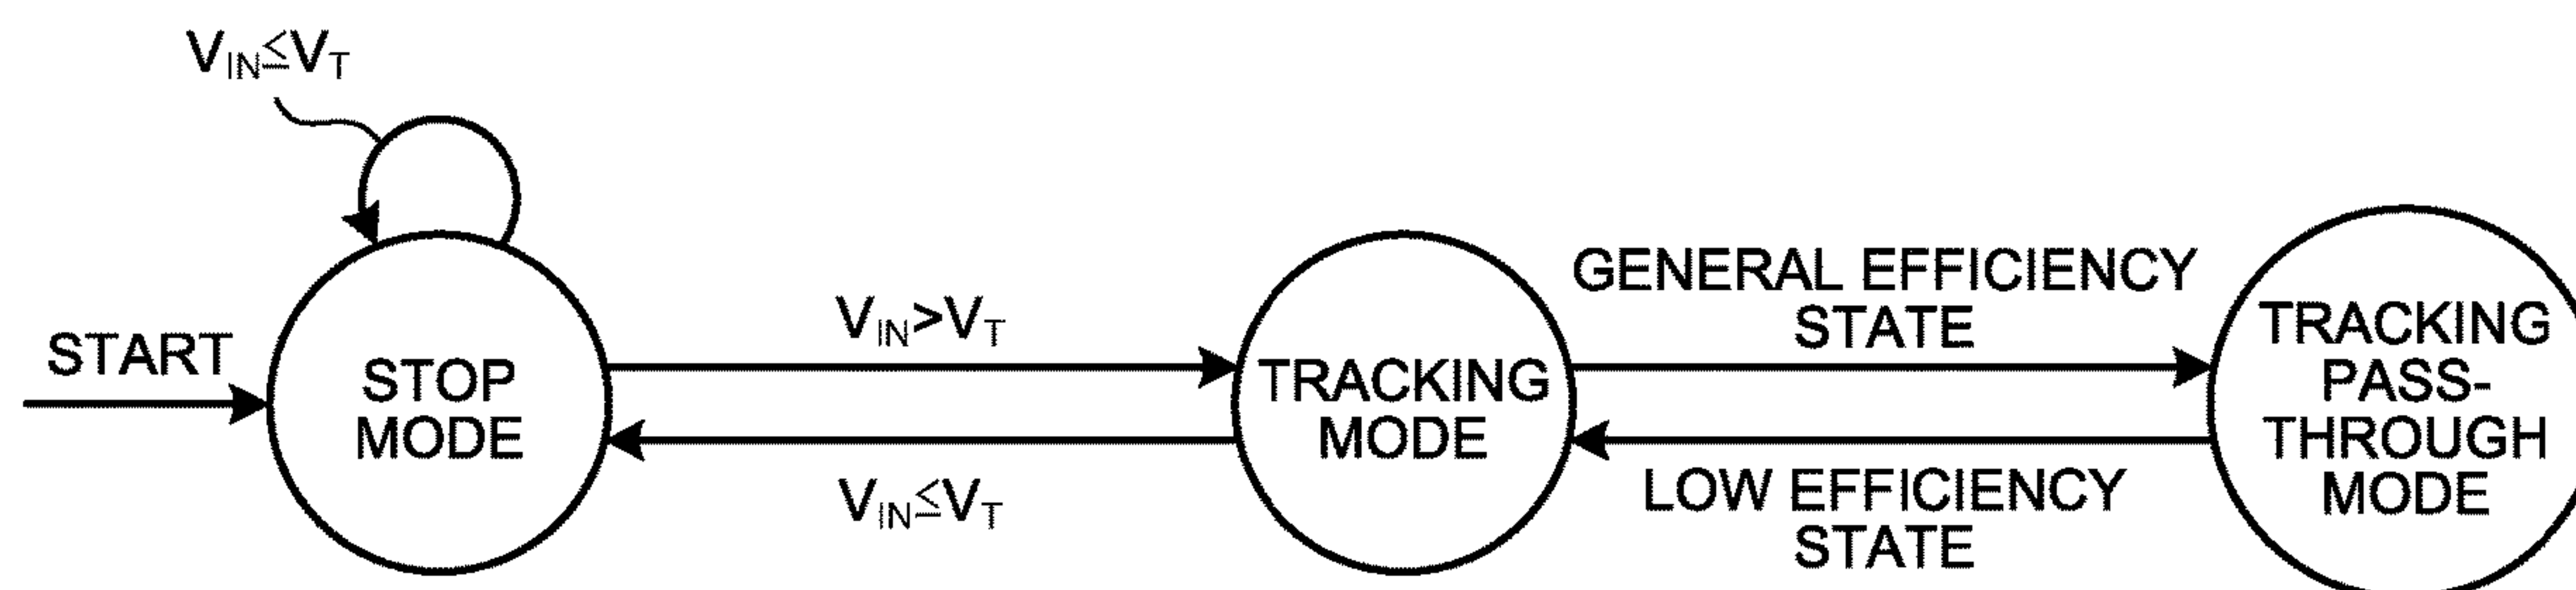 V_IN≤V_T
START
STOP
MODE
V_IN>V_T
V_IN≤V_T
TRACKING
MODE
GENERAL EFFICIENCY
STATE
LOW EFFICIENCY
STATE
TRACKING
PASS-
THROUGH
MODE